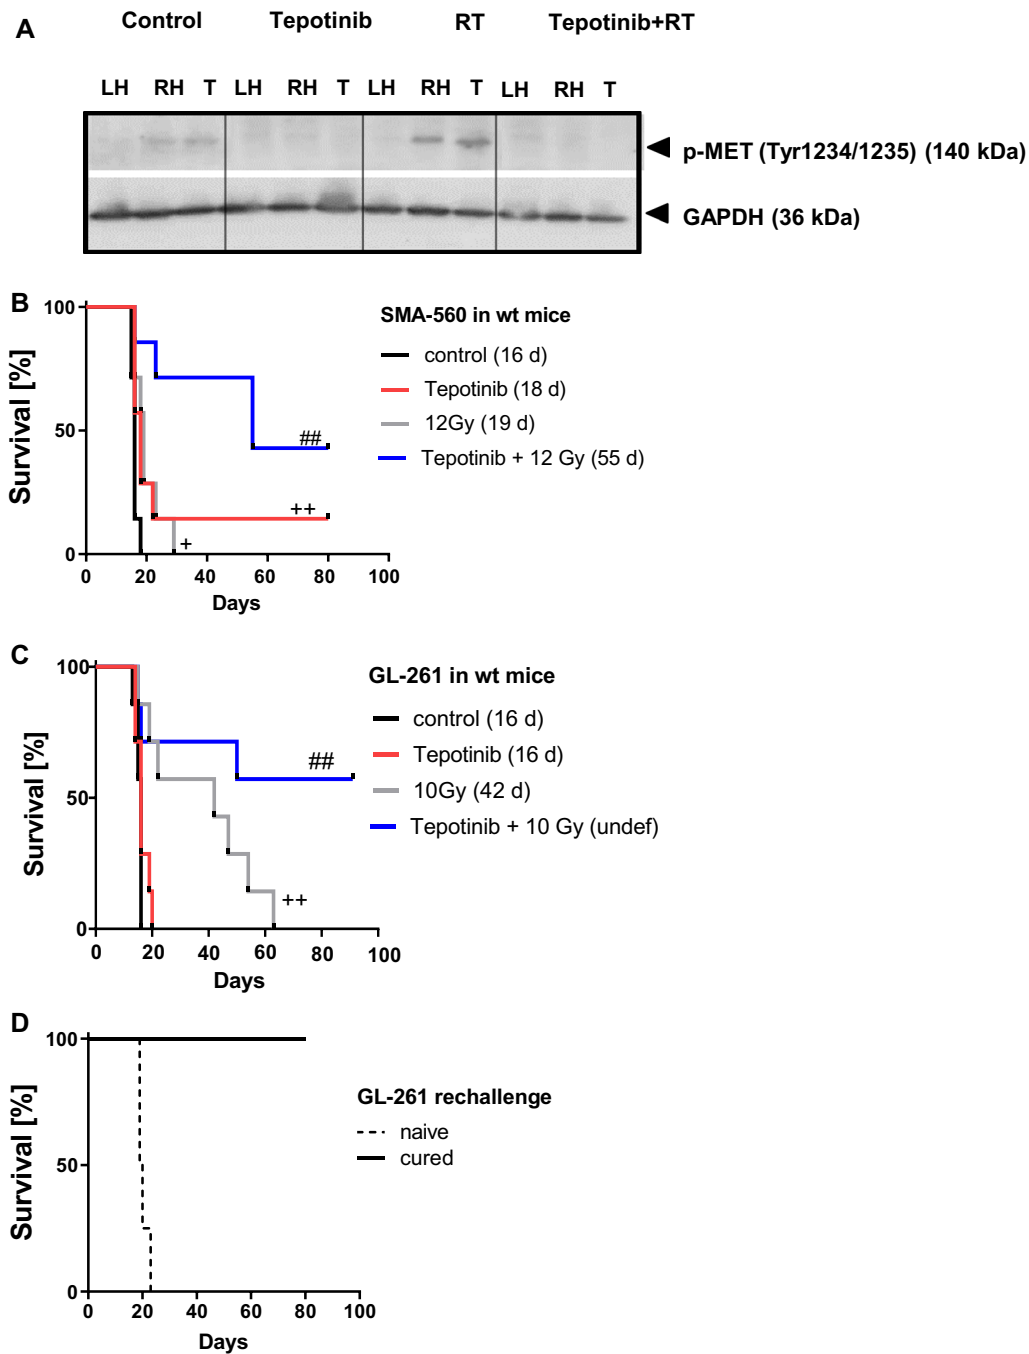 A
Control Tepotinib RT Tepotinib+RT
LH RH T LH RH T LH RH T LH RH T
p-MET (Tyr1234/1235) (140 kDa)
GAPDH (36 kDa)
B
Survival [%]
100
50
0
0 20 40 60 80 100
Days
##
++
+
SMA-560 in wt mice
control (16 d)
Tepotinib (18 d)
12Gy (19 d)
Tepotinib + 12 Gy (55 d)
C
Survival [%]
100
50
0
0 20 40 60 80 100
Days
##
++
GL-261 in wt mice
control (16 d)
Tepotinib (16 d)
10Gy (42 d)
Tepotinib + 10 Gy (undef)
D
Survival [%]
100
50
0
0 20 40 60 80 100
Days
GL-261 rechallenge
naive
cured